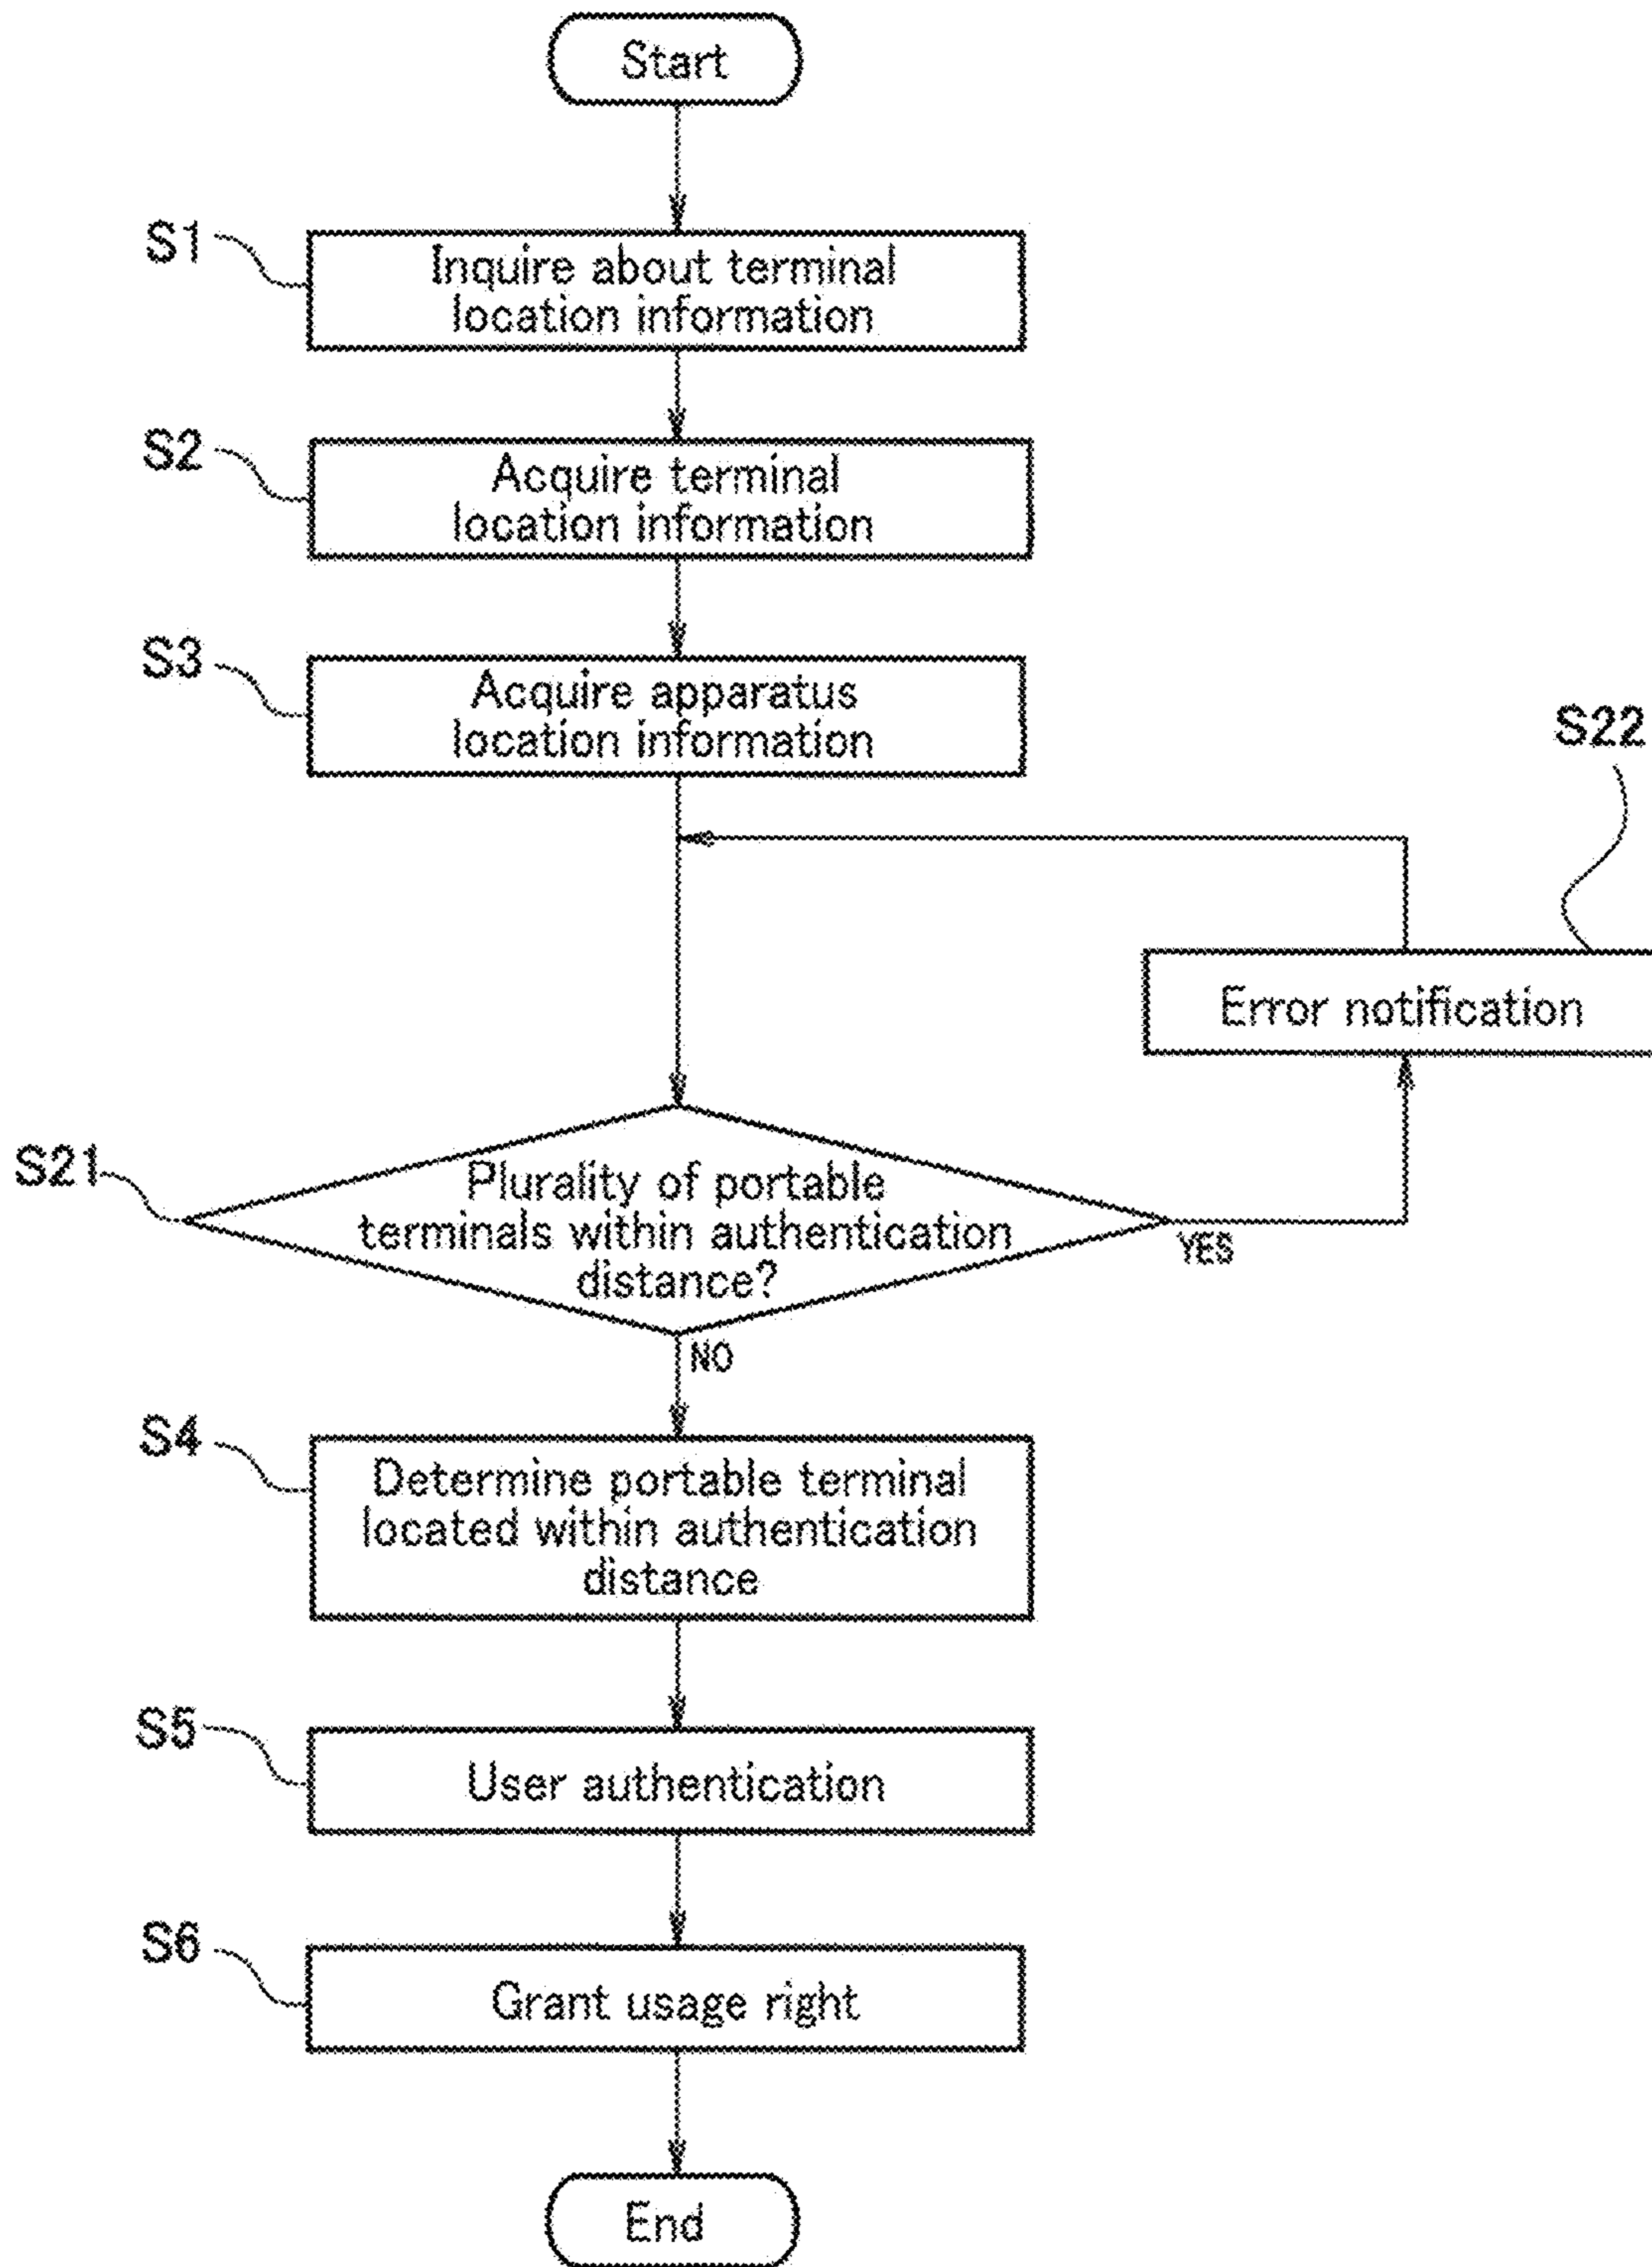 Start
S1
Inquire about terminal
location information
S2
Acquire terminal
location information
S3
Acquire apparatus
location information
S22
Error notification
S21
Plurality of portable
terminals within authentication
distance?
YES
NO
S4
Determine portable terminal
located within authentication
distance
S5
User authentication
S6
Grant usage right
End